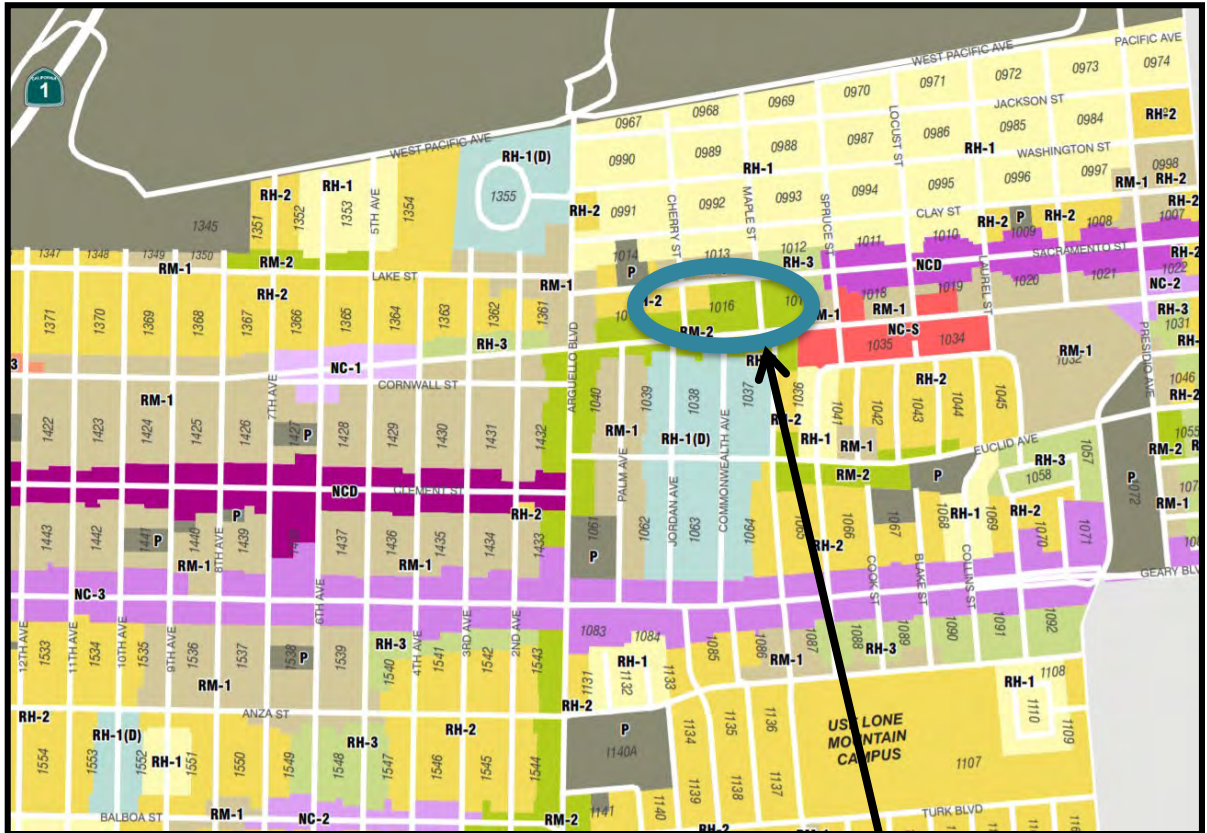 CALIFORNIA
1
WEST PACIFIC AVE
PACIFIC AVE
0974
0973
0972
0971
0970
0969
0968
0967
JACKSON ST
RHº2
0984
0985
0986
0987
0988
0989
0990
LOCUST ST
RH-1
RH-1
WASHINGTON ST
WEST PACIFIC AVE
RH-1(D)
1355
RH-2
RH-1
5TH AVE
1351
1352
1353
1354
1345
0991
0992
0993
0994
0995
0996
0997
0998
RM-1
RH-2
RH-2
CHERRY ST
MAPLE ST
SPRUCE ST
CLAY ST
RH-2
P
RH-2
1007
1008
1009
1010
1011
1012
1013
1014
P
RH-3
NCD
SACRAMENTO ST
LAUREL ST
RH-2
RH-2
1347
1348
1349
1350
RM-1
RM-2
LAKE ST
RM-1
1016
1018
1019
1020
1021
1022
NC-2
RM-1
RM-1
RM-2
NC-S
RH-2
1371
1370
1369
1368
1367
1366
1365
1364
1363
1362
1361
RH-3
NC-1
CORNWALL ST
ARGUELLO BLVD
1035
1034
1032
RM-1
RH-3
1031
PRESIDIO AVE
1046
RH-2
3
RM-1
7TH AVE
1422
1423
1424
1425
1426
1427
P
1428
1429
1430
1431
1432
1040
1039
1038
1037
1036
1041
1042
1043
1044
1045
RH-2
RM-1
PALM AVE
RH-1(D)
JORDAN AVE
COMMONWEALTH AVE
RH-2
RH-1
RM-1
EUCLID AVE
RM-2
P
RH-3
1057
1058
1055
RM-2
NCD
CLEMENT ST
P
RH-2
1443
1442
1441
P
1440
RM-1
8TH AVE
1439
1437
1436
1435
1434
1433
RM-1
1061
P
1062
1063
1064
1065
RH-2
1066
1067
1068
RH-1
1069
RH-2
1070
1071
1072
RM-1
COOK ST
BLAKE ST
COLLINS ST
NC-3
6TH AVE
GEARY BLV
12TH AVE
11TH AVE
10TH AVE
9TH AVE
4TH AVE
3RD AVE
2ND AVE
1533
1534
1535
1536
1537
1538
P
1539
1540
RH-3
1541
1542
1543
RM-1
1083
1084
1085
1086
1087
1088
1089
1090
1091
1092
RM-1
RH-3
RH-1
1131
1132
1133
RH-2
ANZA ST
RH-2
RH-1(D)
RH-1
RH-3
RH-2
1554
1553
1552
1551
1550
1549
1548
1547
1546
1545
1544
P
1140A
1134
1135
1136
1137
1138
1139
1140
1141
USF LONE
MOUNTAIN
CAMPUS
1107
RH-1
1108
1109
1110
BALBOA ST
RM-1
NC-2
RM-2
RH-2
TURK BLVD